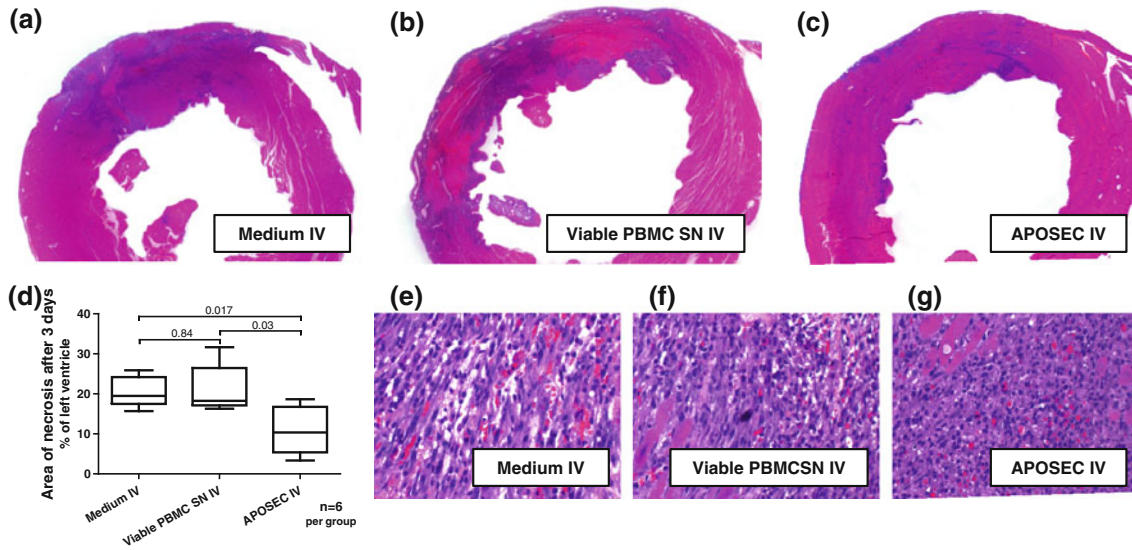 (a)
(b)
(c)
Medium IV
Viable PBMC SN IV
APOSEC IV
(d)
Area of necrosis after 3 days
% of left ventricle
40
30
20
10
0
0.017
0.84
0.03
Medium IV
Viable PBMC SN IV
APOSEC IV
n=6
per group
(e)
(f)
(g)
Medium IV
Viable PBMCSN IV
APOSEC IV